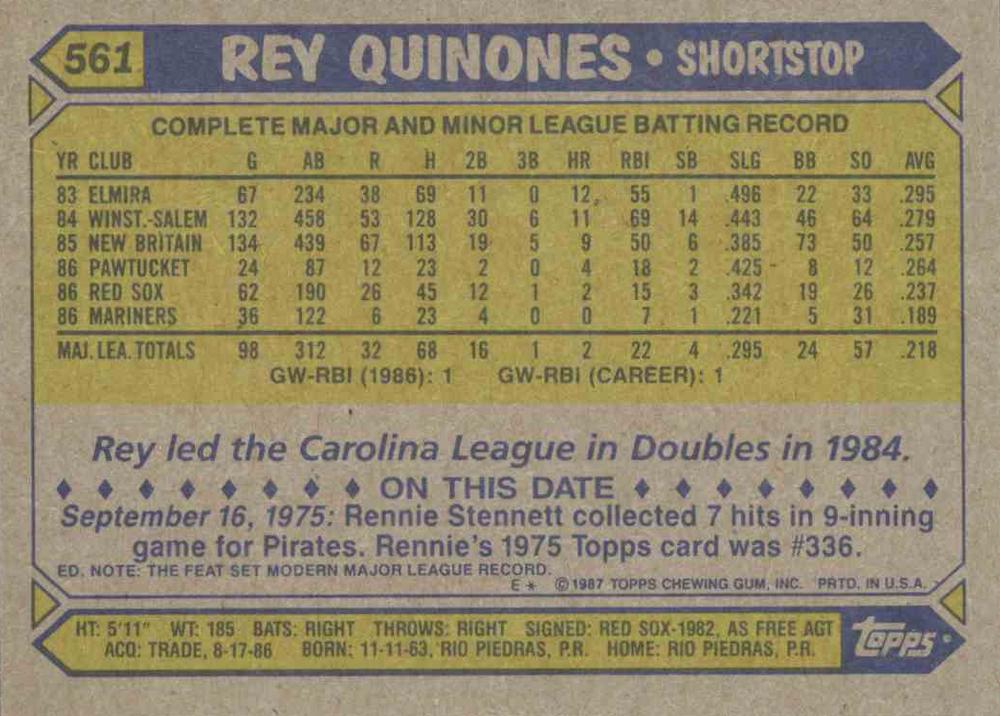 561 REY QUINONES • SHORTSTOP
COMPLETE MAJOR AND MINOR LEAGUE BATTING RECORD
YR CLUB G AB R H 2B 3B HR RBI SB SLG BB SO AVG
83 ELMIRA 67 234 38 69 11 0 12 55 1 .496 22 33 .295
84 WINST.-SALEM 132 458 53 128 30 6 11 69 14 .443 46 64 .279
85 NEW BRITAIN 134 439 67 113 19 5 9 50 6 .385 73 50 .257
86 PAWTUCKET 24 87 12 23 2 0 4 18 2 .425 8 12 .264
86 RED SOX 62 190 26 45 12 1 2 15 3 .342 19 26 .237
86 MARINERS 36 122 6 23 4 0 0 7 1 .221 5 31 .189
MAJ. LEA. TOTALS 98 312 32 68 16 1 2 22 4 .295 24 57 .218
GW-RBI (1986): 1 GW-RBI (CAREER): 1
Rey led the Carolina League in Doubles in 1984.
♦ ♦ ♦ ♦ ♦ ♦ ♦ ♦ ON THIS DATE ♦ ♦ ♦ ♦ ♦ ♦ ♦ ♦
September 16, 1975: Rennie Stennett collected 7 hits in 9-inning
game for Pirates. Rennie's 1975 Topps card was #336.
ED. NOTE: THE FEAT SET MODERN MAJOR LEAGUE RECORD.
E * © 1987 TOPPS CHEWING GUM, INC. PRTD. IN U.S.A.
HT: 5'11" WT: 185 BATS: RIGHT THROWS: RIGHT SIGNED: RED SOX-1982, AS FREE AGT
ACQ: TRADE, 8-17-86 BORN: 11-11-63, RIO PIEDRAS, P.R. HOME: RIO PIEDRAS, P.R.
Topps